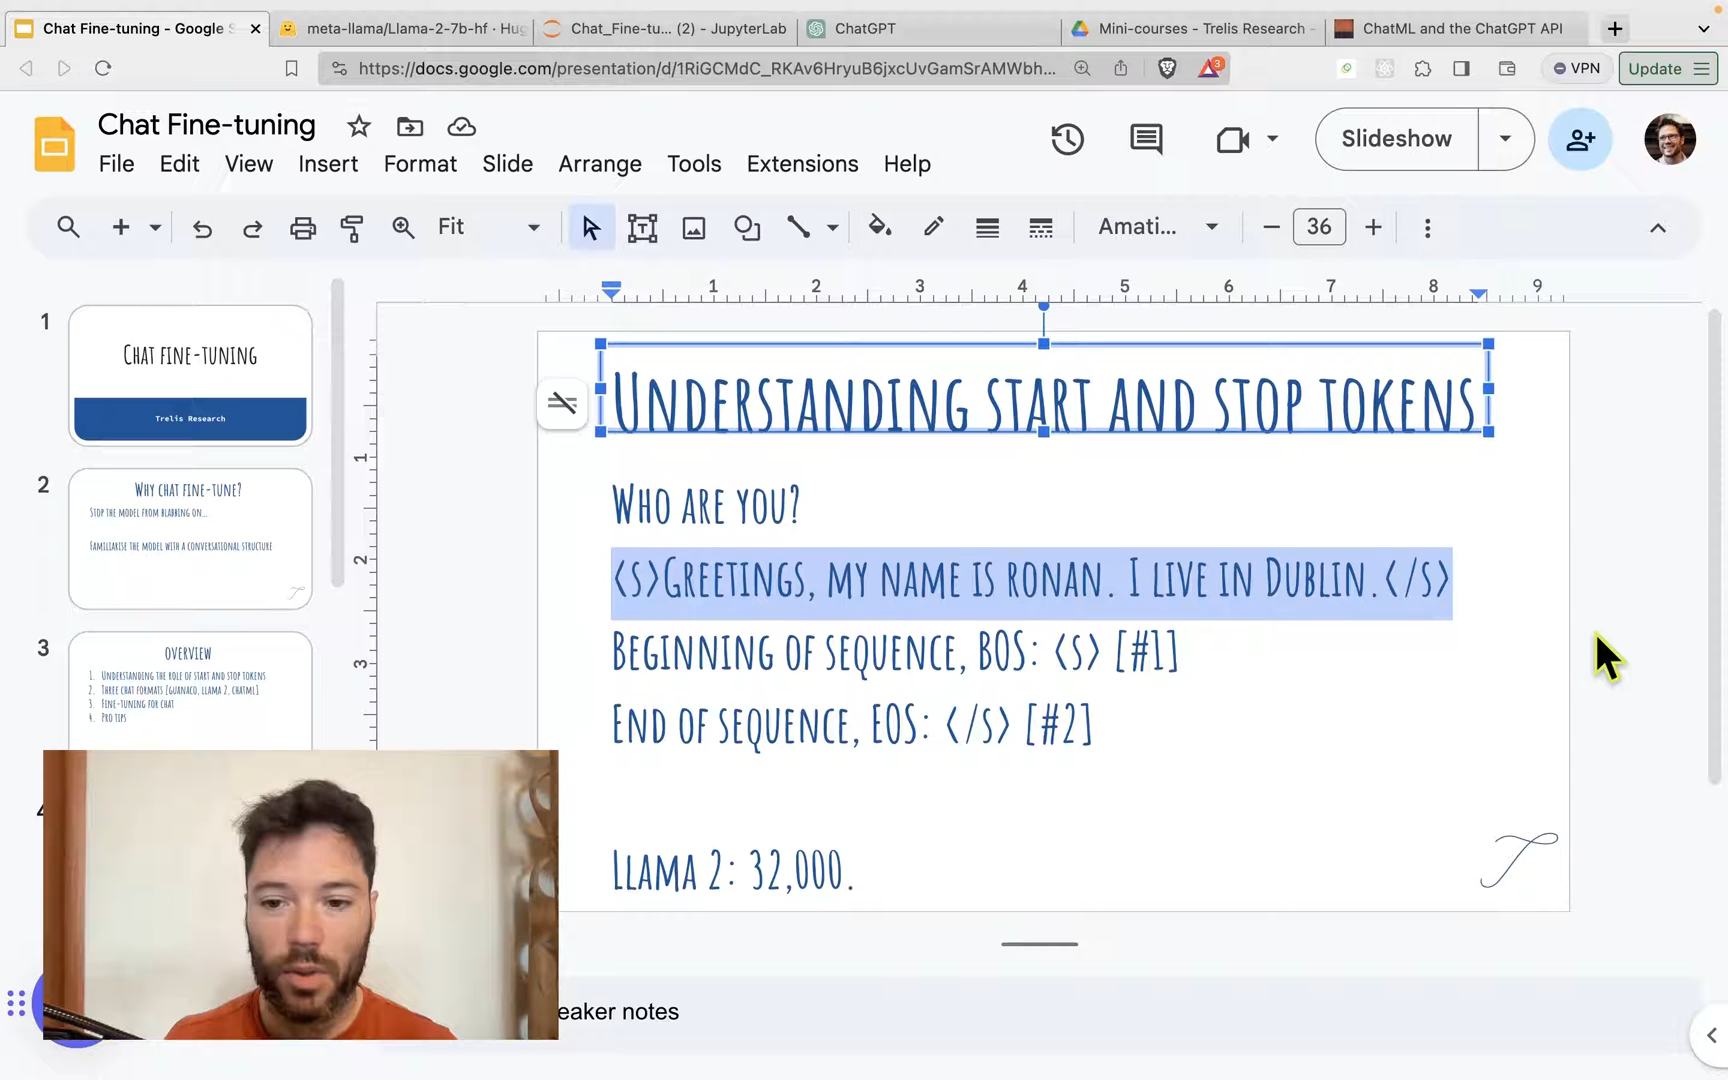 Chat Fine-tuning - Google S
meta-llama/Llama-2-7b-hf · Hug
Chat_Fine-tu... (2) - JupyterLab
ChatGPT
Mini-courses - Trelis Research -
ChatML and the ChatGPT API
https://docs.google.com/presentation/d/1RiGCMdC_RKAv6HryuB6jxcUvGamSrAMWbh...
3
VPN
Update
Chat Fine-tuning
File Edit View Insert Format Slide Arrange Tools Extensions Help
Slideshow
Fit
Amati...
36
1 2 3 4 5 6 7 8 9
1
Chat fine-tuning
Trelis Research
2
Why chat fine-tune?
Stop the model from blabbing on...
Familiarise the model with a conversational structure
3
Overview
1. Understanding the role of start and stop tokens
2. Three chat formats [guanaco, llama 2, chatml]
3. Fine-tuning for chat
4. Pro tips
1
2
3
Understanding start and stop tokens
Who are you?
<s>Greetings, my name is Ronan. I live in Dublin.</s>
Beginning of sequence, BOS: <s> [#1]
End of sequence, EOS: </s> [#2]
Llama 2: 32,000.
eaker notes